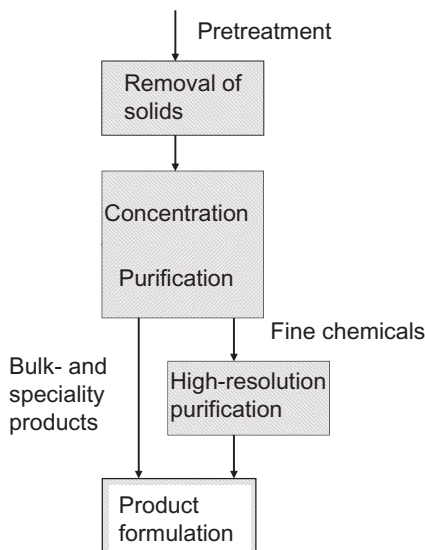 Pretreatment
Removal of
solids
Concentration
Purification
Fine chemicals
Bulk- and
speciality
products
High-resolution
purification
Product
formulation